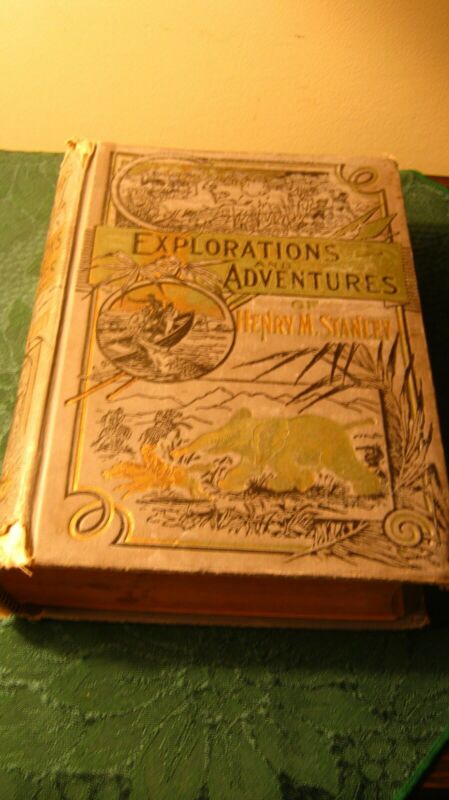 EXPLORATIONS
AND
ADVENTURES
OF
HENRY M. STANLEY